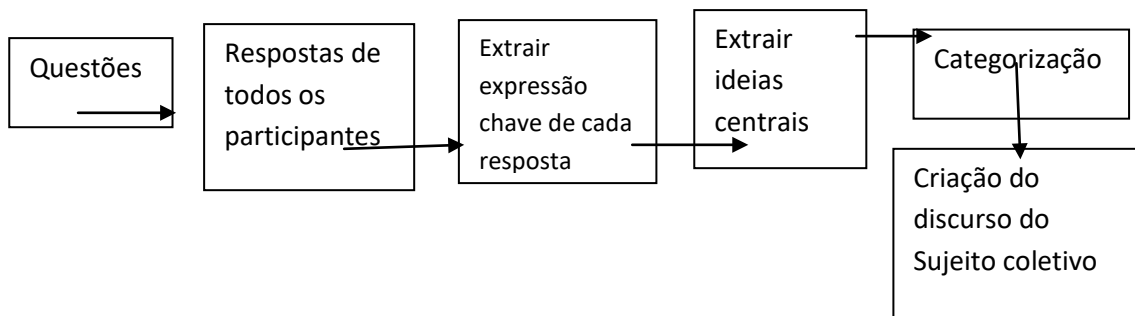 Questões
Respostas de
todos os
participantes
Extrair
expressão
chave de cada
resposta
Extrair
ideias
centrais
Categorização
Criação do
discurso do
Sujeito coletivo